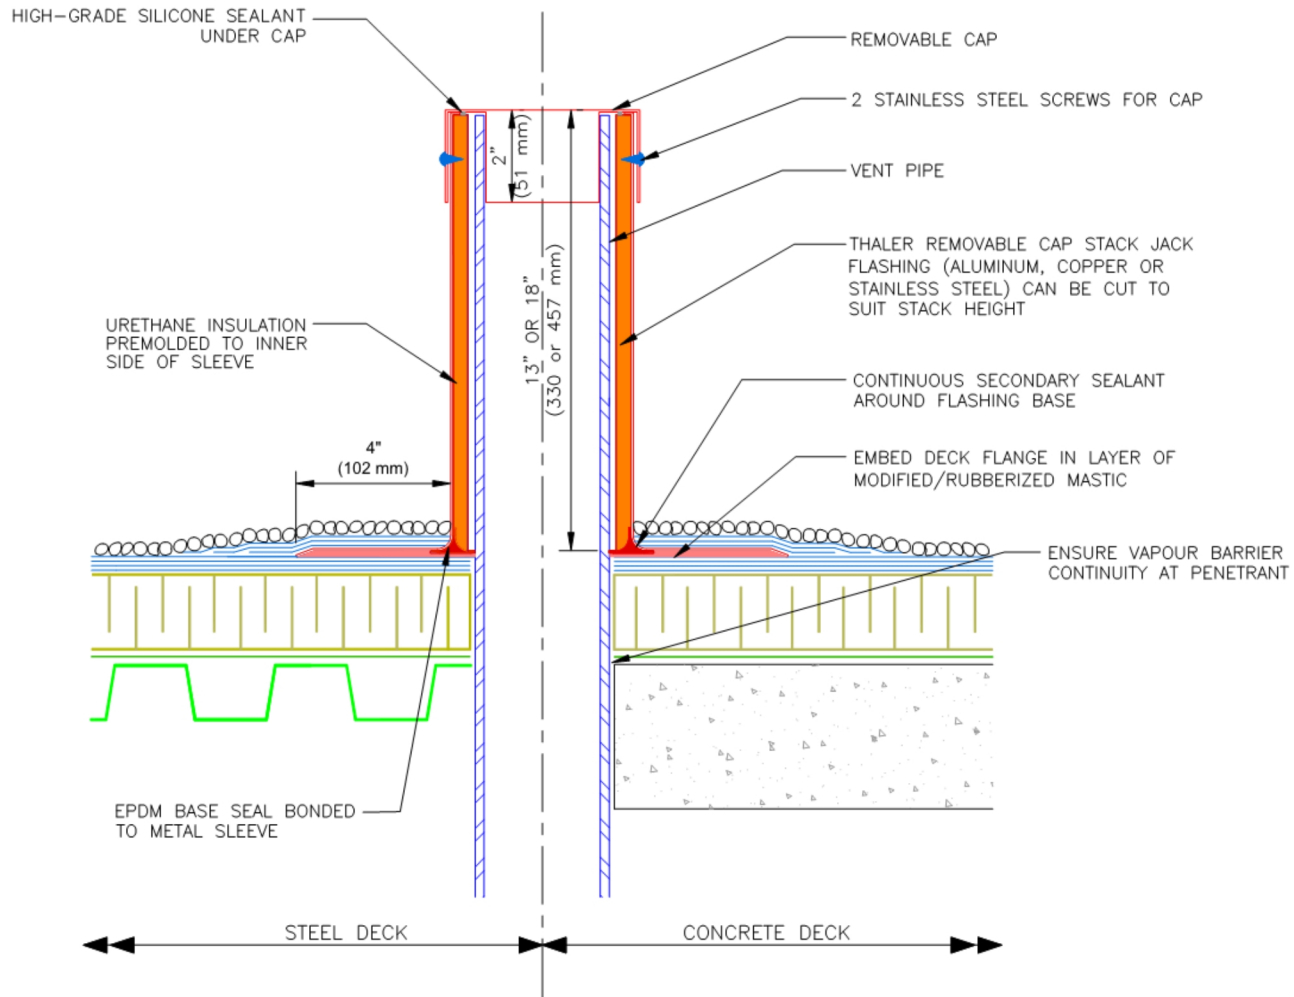 HIGH-GRADE SILICONE SEALANT
UNDER CAP
REMOVABLE CAP
2 STAINLESS STEEL SCREWS FOR CAP
2"
(51 mm)
VENT PIPE
THALER REMOVABLE CAP STACK JACK
FLASHING (ALUMINUM, COPPER OR
STAINLESS STEEL) CAN BE CUT TO
SUIT STACK HEIGHT
13" OR 18"
(330 or 457 mm)
URETHANE INSULATION
PREMOLDED TO INNER
SIDE OF SLEEVE
CONTINUOUS SECONDARY SEALANT
AROUND FLASHING BASE
4"
(102 mm)
EMBED DECK FLANGE IN LAYER OF
MODIFIED/RUBBERIZED MASTIC
ENSURE VAPOUR BARRIER
CONTINUITY AT PENETRANT
EPDM BASE SEAL BONDED
TO METAL SLEEVE
STEEL DECK
CONCRETE DECK